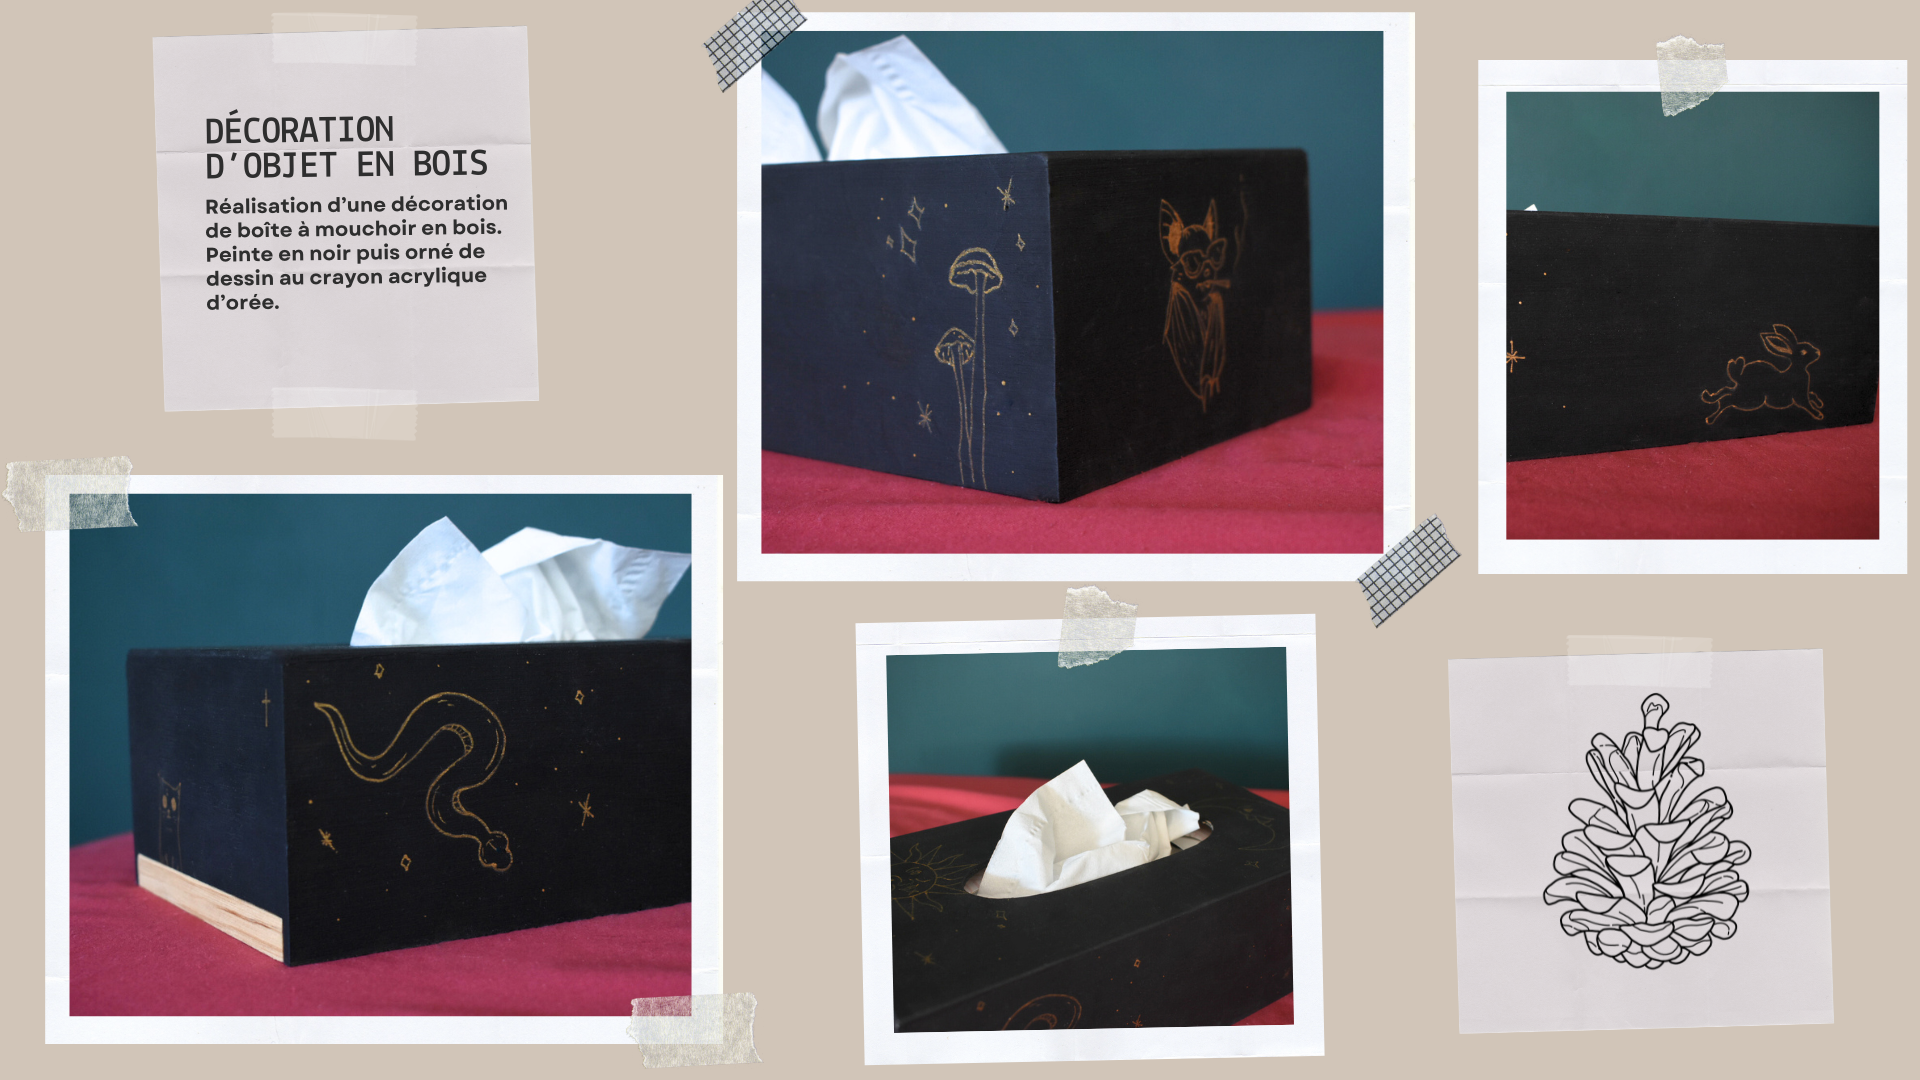 DÉCORATION
D’OBJET EN BOIS
Réalisation d’une décoration
de boîte à mouchoir en bois.
Peinte en noir puis orné de
dessin au crayon acrylique
d’orée.